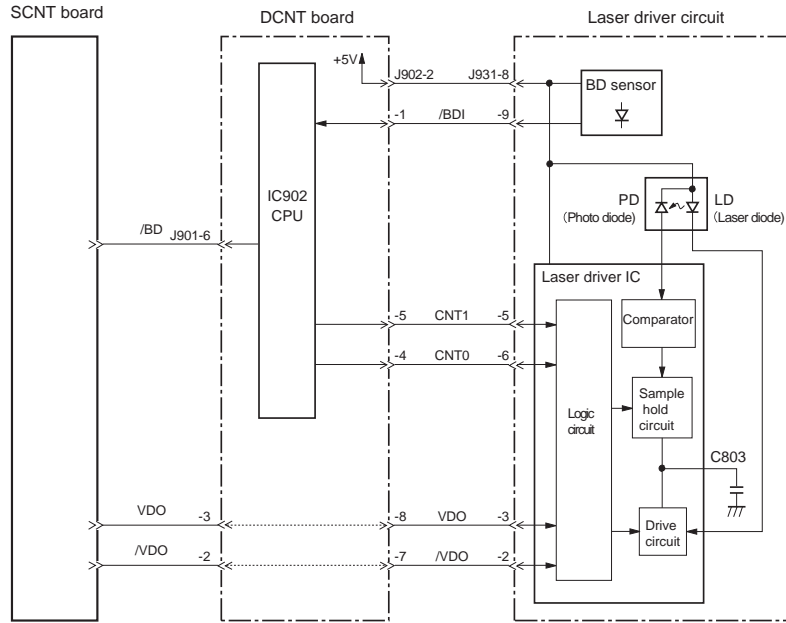 SCNT board
DCNT board
Laser driver circuit
+5V
J902-2
J931-8
BD sensor
-1
/BDI
-9
IC902
CPU
PD
(Photo diode)
LD
(Laser diode)
/BD
J901-6
Laser driver IC
-5
CNT1
-5
Comparator
-4
CNT0
-6
Sample
hold
circuit
Logic
circuit
C803
VDO
-3
-8
VDO
-3
Drive
circuit
/VDO
-2
-7
/VDO
-2